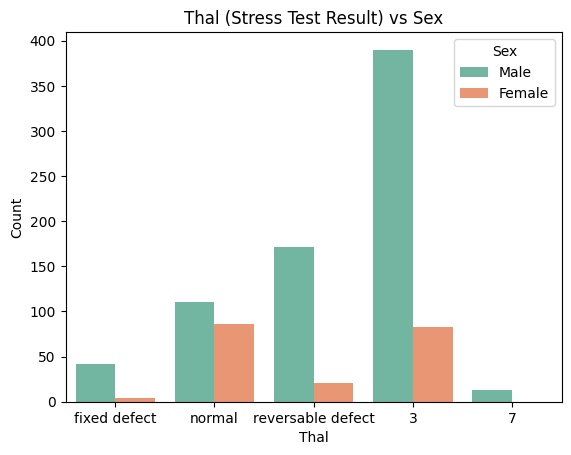 Thal (Stress Test Result) vs Sex
Sex
Male
Female
Count
400
350
300
250
200
150
100
50
0
fixed defect normal reversable defect 3 7
Thal